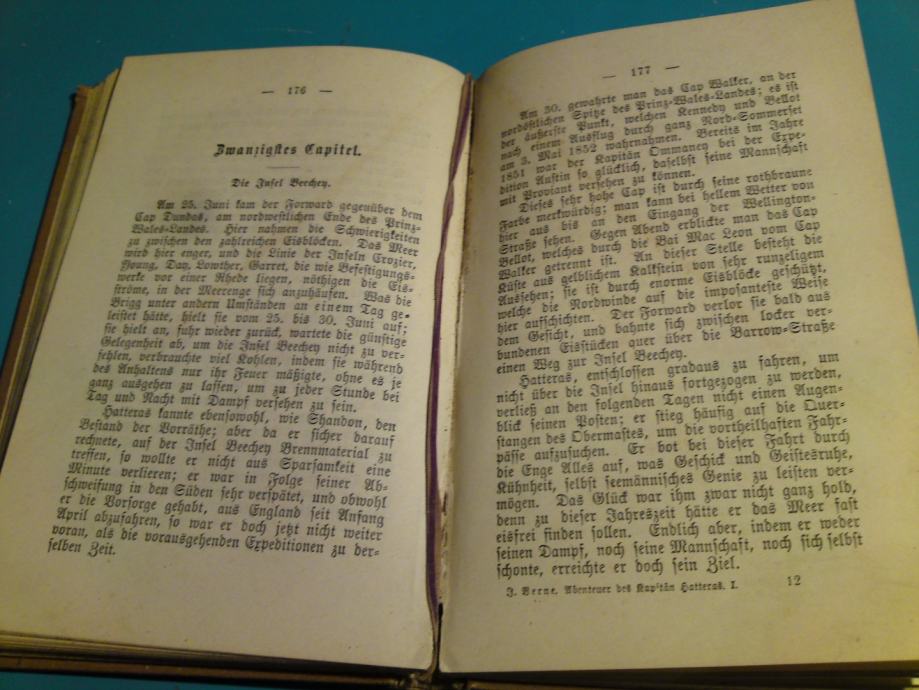 — 176 —
Zwanzigstes Capitel.
Die Insel Beechey.
Am 25. Juni kam der Forward gegenüber dem
Cap Dundas, am nordwestlichen Ende des Prinz-
Wales-Landes. Hier nahmen die Schwierigkeiten
zu zwischen den zahlreichen Eisblöcken. Das Meer
wird hier enger, und die Linie der Inseln Crozier,
Young, Day, Lowther, Garret, die wie Befestigungs-
werke vor einer Rhede liegen, nöthigen die Eis-
ströme, in der Meerenge sich anzuhäufen. Was die
Brigg unter andern Umständen an einem Tag ge-
leistet hätte, hielt sie vom 25. bis 30. Juni auf;
sie hielt an, fuhr wieder zurück, wartete die günstige
Gelegenheit ab, um die Insel Beechey nicht zu ver-
fehlen, verbrauchte viel Kohlen, indem sie während
des Anhaltens nur ihr Feuer mäßigte, ohne es je
ganz ausgehen zu lassen, um zu jeder Stunde bei
Tag und Nacht mit Dampf versehen zu sein.
Hatteras kannte ebensowohl, wie Shandon, den
Bestand der Vorräthe; aber da er sicher darauf
rechnete, auf der Insel Beechey Brennmaterial zu
treffen, so wollte er nicht aus Sparsamkeit eine
Minute verlieren; er war in Folge seiner Ab-
schweifung in den Süden sehr verspätet, und obwohl
er die Vorsorge gehabt, aus England seit Anfang
April abzufahren, so war er doch jetzt nicht weiter
voran, als die vorausgehenden Expeditionen zu der-
selben Zeit.
— 177 —
Am 30. gewahrte man das Cap Walker, an der
nordöstlichen Spitze des Prinz-Wales-Landes; es ist
der äußerste Punkt, welchen Kennedy und Bellot
nach einem Ausflug durch ganz Nord-Sommerset
am 3. Mai 1852 wahrnahmen. Bereits im Jahre
1851 war der Kapitän Ommaney bei der Expe-
dition Austin so glücklich, daselbst seine Mannschaft
mit Proviant versehen zu können.
Dieses sehr hohe Cap ist durch seine rothbraune
Farbe merkwürdig; man kann bei hellem Wetter von
hier aus bis an den Eingang der Wellington-
Straße sehen. Gegen Abend erblickte man das Cap
Bellot, welches durch die Bai Mac Leon vom Cap
Walker getrennt ist. An dieser Stelle besteht die
Küste aus gelblichem Kalkstein von sehr runzeligem
Aussehen; sie ist durch enorme Eisblöcke geschützt,
welche die Nordwinde auf die imposanteste Weise
hier aufschichten. Der Forward verlor sie bald aus
dem Gesicht, und bahnte sich zwischen locker ver-
bundenen Eisstücken quer über die Barrow-Straße
einen Weg zur Insel Beechey.
Hatteras, entschlossen gradaus zu fahren, um
nicht über die Insel hinaus fortgezogen zu werden,
verließ an den folgenden Tagen nicht einen Augen-
blick seinen Posten; er stieg häufig auf die Quer-
stangen des Obermastes, um die vortheilhaften Fahr-
pässe aufzusuchen. Er bot bei dieser Fahrt durch
die Enge Alles auf, was Geschick und Geistesruhe,
Kühnheit, selbst seemännisches Genie zu leisten ver-
mögen. Das Glück war ihm zwar nicht ganz hold,
denn zu dieser Jahreszeit hätte er das Meer fast
eisfrei finden sollen. Endlich aber, indem er weder
seinen Dampf, noch seine Mannschaft, noch sich selbst
schonte, erreichte er doch sein Ziel.
J. Verne. Abenteuer des Kapitän Hatteras. I. 12